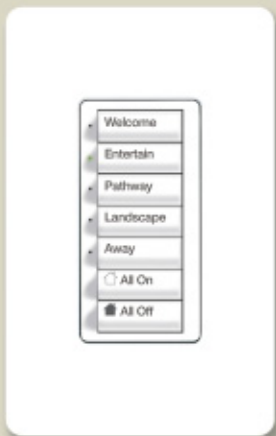 Welcome
Entertain
Pathway
Landscape
Away
All On
All Off